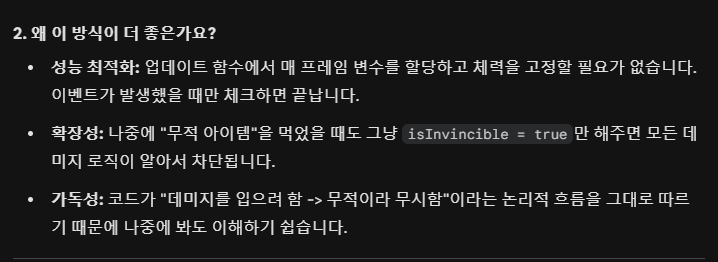 2. 왜 이 방식이 더 좋은가요?
• 성능 최적화: 업데이트 함수에서 매 프레임 변수를 할당하고 체력을 고정할 필요가 없습니다.
이벤트가 발생했을 때만 체크하면 끝납니다.
• 확장성: 나중에 "무적 아이템"을 먹었을 때도 그냥 isInvincible = true만 해주면 모든 데
미지 로직이 알아서 차단됩니다.
• 가독성: 코드가 "데미지를 입으려 함 -> 무적이라 무시함"이라는 논리적 흐름을 그대로 따르
기 때문에 나중에 봐도 이해하기 쉽습니다.